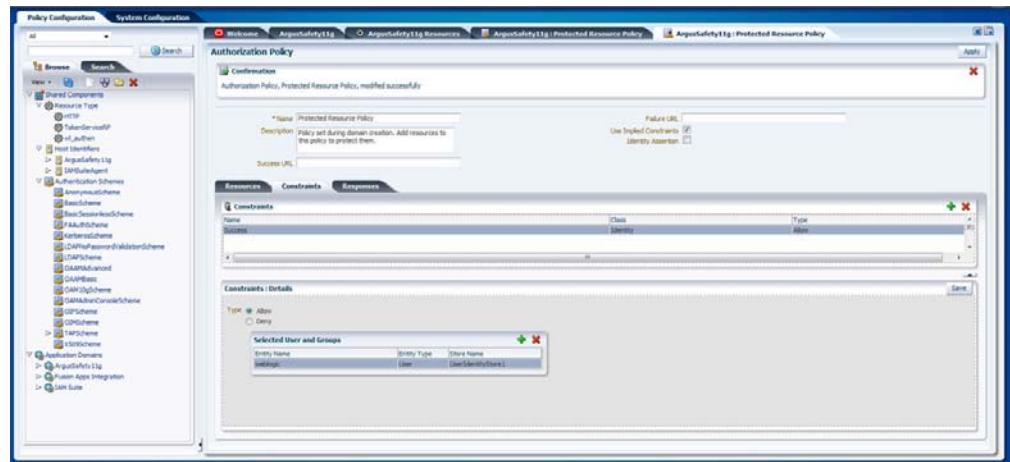 Policy Configuration
System Configuration
All
Search
Browse
Search
View
Shared Components
Resource Type
HTTP
TokenServiceRP
wl_authen
Host Identifiers
ArgusSafety11g
IAMSuiteAgent
Authentication Schemes
AnonymousScheme
BasicScheme
BasicSessionlessScheme
FAAuthScheme
KerberosScheme
LDAPNoPasswordValidationScheme
LDAPScheme
OAAMAdvanced
OAAMBasic
OAM10gScheme
OAMAdminConsoleScheme
OIFScheme
OIMScheme
TAPScheme
X509Scheme
Application Domains
ArgusSafety11g
Fusion Apps Integration
IAM Suite
Welcome
ArgusSafety11g
ArgusSafety11g Resources
ArgusSafety11g : Protected Resource Policy
ArgusSafety11g : Protected Resource Policy
Authorization Policy
Apply
Confirmation
Authorization Policy, Protected Resource Policy, modified successfully
* Name Protected Resource Policy
Description Policy set during domain creation. Add resources to
this policy to protect them.
Success URL
Failure URL
Use Implied Constraints
Identity Assertion
Resources
Constraints
Responses
Constraints
Name Class Type
Success Identity Allow
Constraints : Details
Save
Type Allow
Deny
Selected User and Groups
Entity Name Entity Type Store Name
weblogic User UserIdentityStore1